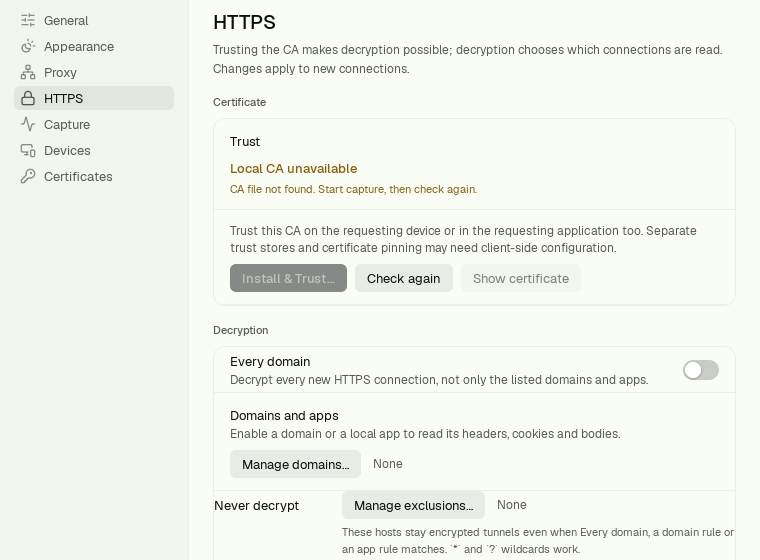 General
Appearance
Proxy
HTTPS
Capture
Devices
Certificates
HTTPS
Trusting the CA makes decryption possible; decryption chooses which connections are read.
Changes apply to new connections.
Certificate
Trust
Local CA unavailable
CA file not found. Start capture, then check again.
Trust this CA on the requesting device or in the requesting application too. Separate
trust stores and certificate pinning may need client-side configuration.
Install & Trust… Check again Show certificate
Decryption
Every domain
Decrypt every new HTTPS connection, not only the listed domains and apps.
Domains and apps
Enable a domain or a local app to read its headers, cookies and bodies.
Manage domains… None
Never decrypt Manage exclusions… None
These hosts stay encrypted tunnels even when Every domain, a domain rule or
an app rule matches. `*` and `?` wildcards work.